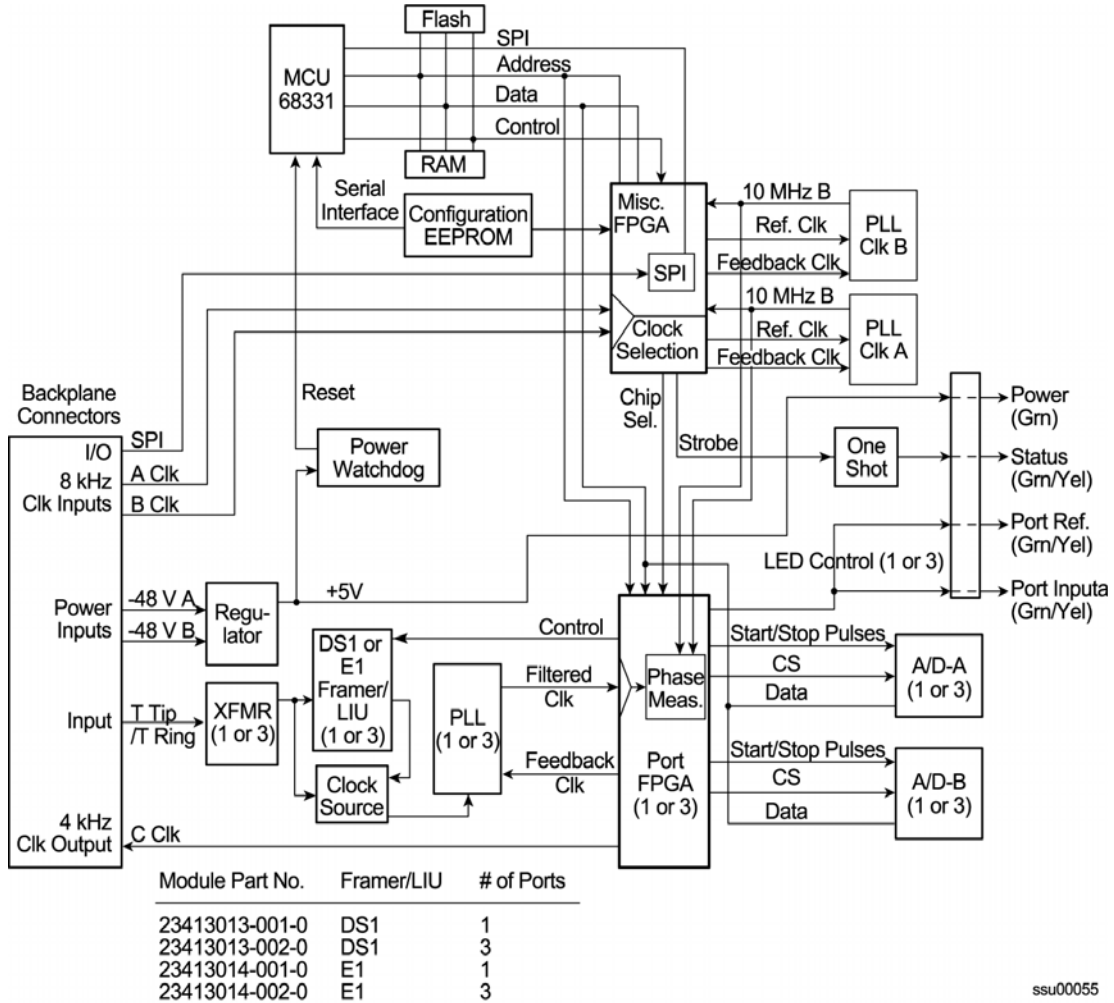 Flash
SPI
Address
Data
Control
MCU
68331
RAM
Serial
Interface
Configuration
EEPROM
Misc.
FPGA
SPI
Clock
Selection
10 MHz B
Ref. Clk
Feedback Clk
PLL
Clk B
10 MHz B
Ref. Clk
Feedback Clk
PLL
Clk A
Backplane
Connectors
Reset
Chip
Sel.
Strobe
One
Shot
Power
(Grn)
Status
(Grn/Yel)
Port Ref.
(Grn/Yel)
Port Inputa
(Grn/Yel)
LED Control (1 or 3)
I/O
SPI
8 kHz
Clk Inputs
A Clk
B Clk
Power
Watchdog
Power
Inputs
-48 V A
-48 V B
Regu-
lator
+5V
Input
T Tip
/T Ring
XFMR
(1 or 3)
DS1 or
E1
Framer/
LIU
(1 or 3)
Clock
Source
PLL
(1 or 3)
Control
Filtered
Clk
Feedback
Clk
Phase
Meas.
Port
FPGA
(1 or 3)
Start/Stop Pulses
CS
Data
A/D-A
(1 or 3)
Start/Stop Pulses
CS
Data
A/D-B
(1 or 3)
4 kHz
Clk Output
C Clk
Module Part No. Framer/LIU # of Ports
23413013-001-0 DS1 1
23413013-002-0 DS1 3
23413014-001-0 E1 1
23413014-002-0 E1 3
ssu00055